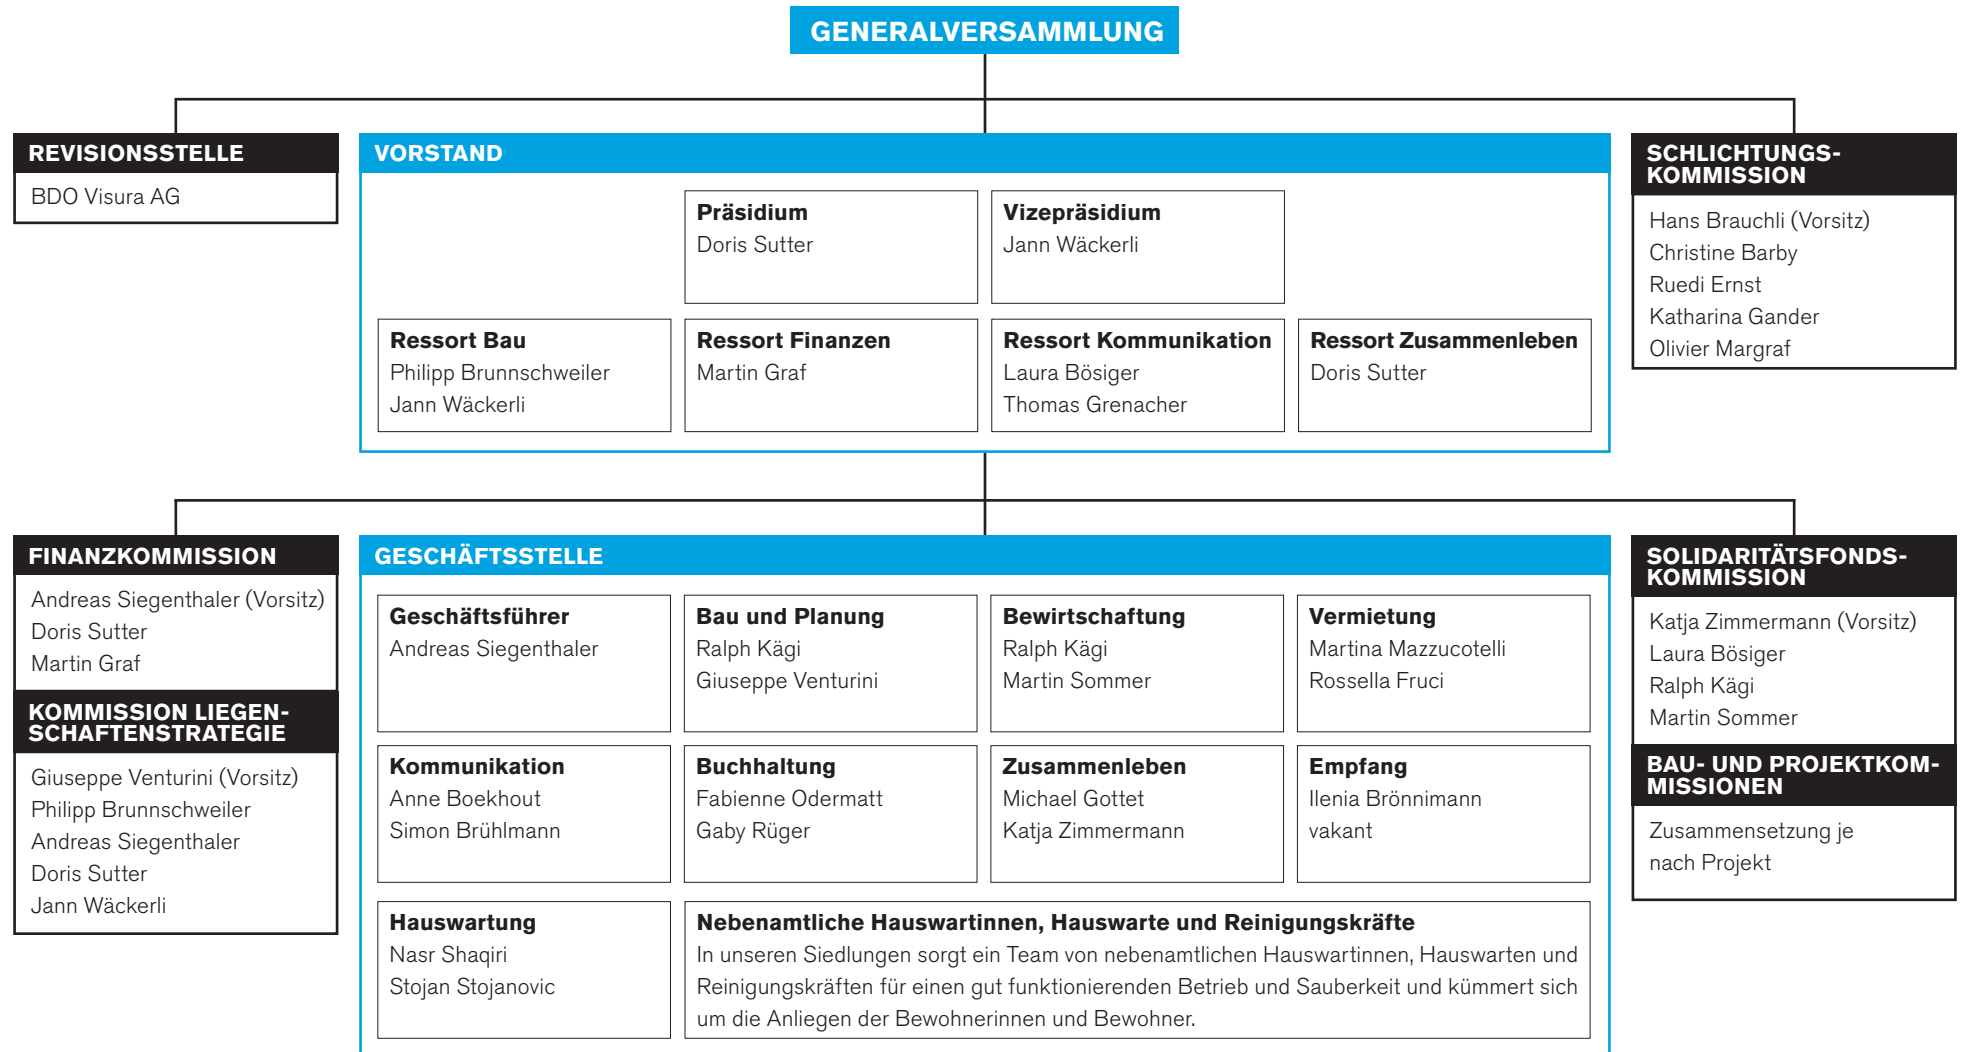 GENERALVERSAMMLUNG
REVISIONSSTELLE
BDO Visura AG
VORSTAND
Präsidium
Doris Sutter
Vizepräsidium
Jann Wäckerli
Ressort Bau
Philipp Brunnschweiler
Jann Wäckerli
Ressort Finanzen
Martin Graf
Ressort Kommunikation
Laura Bösiger
Thomas Grenacher
Ressort Zusammenleben
Doris Sutter
SCHLICHTUNGS-
KOMMISSION
Hans Brauchli (Vorsitz)
Christine Barby
Ruedi Ernst
Katharina Gander
Olivier Margraf
FINANZKOMMISSION
Andreas Siegenthaler (Vorsitz)
Doris Sutter
Martin Graf
KOMMISSION LIEGEN-
SCHAFTENSTRATEGIE
Giuseppe Venturini (Vorsitz)
Philipp Brunnschweiler
Andreas Siegenthaler
Doris Sutter
Jann Wäckerli
GESCHÄFTSSTELLE
Geschäftsführer
Andreas Siegenthaler
Bau und Planung
Ralph Kägi
Giuseppe Venturini
Bewirtschaftung
Ralph Kägi
Martin Sommer
Vermietung
Martina Mazzucotelli
Rossella Fruci
Kommunikation
Anne Boekhout
Simon Brühlmann
Buchhaltung
Fabienne Odermatt
Gaby Rüger
Zusammenleben
Michael Gottet
Katja Zimmermann
Empfang
Ilenia Brönnimann
vakant
Hauswartung
Nasr Shaqiri
Stojan Stojanovic
Nebenamtliche Hauswartinnen, Hauswarte und Reinigungskräfte
In unseren Siedlungen sorgt ein Team von nebenamtlichen Hauswartinnen, Hauswarten und
Reinigungskräften für einen gut funktionierenden Betrieb und Sauberkeit und kümmert sich
um die Anliegen der Bewohnerinnen und Bewohner.
SOLIDARITÄTSFONDS-
KOMMISSION
Katja Zimmermann (Vorsitz)
Laura Bösiger
Ralph Kägi
Martin Sommer
BAU- UND PROJEKTKOM-
MISSIONEN
Zusammensetzung je
nach Projekt